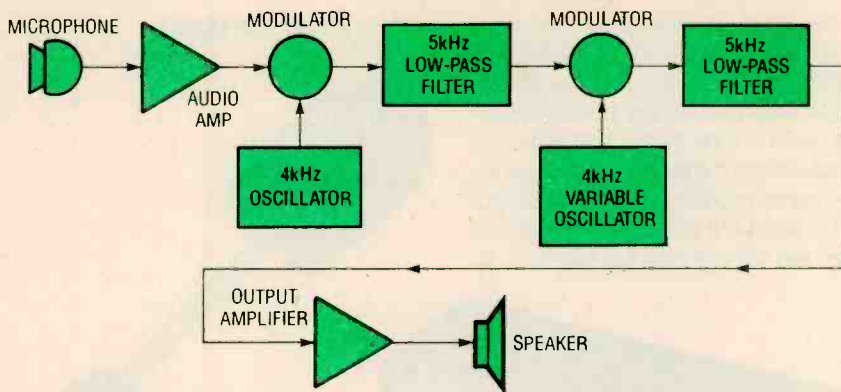 MICROPHONE
AUDIO
AMP
MODULATOR
4kHz
OSCILLATOR
5kHz
LOW-PASS
FILTER
MODULATOR
4kHz
VARIABLE
OSCILLATOR
5kHz
LOW-PASS
FILTER
OUTPUT
AMPLIFIER
SPEAKER